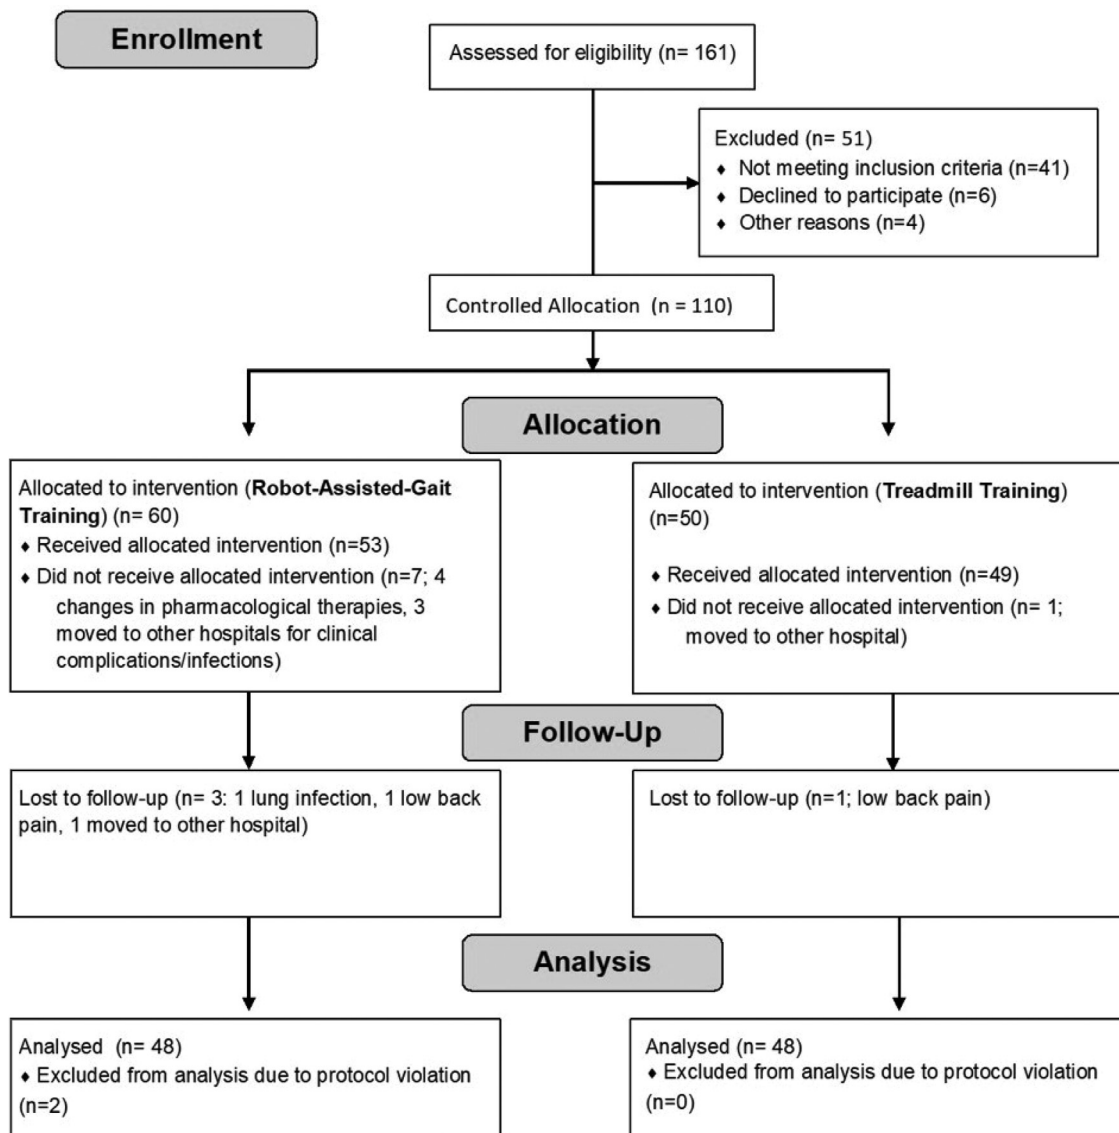 Enrollment
Assessed for eligibility (n= 161)
Excluded (n= 51)
♦ Not meeting inclusion criteria (n=41)
♦ Declined to participate (n=6)
♦ Other reasons (n=4)
Controlled Allocation (n = 110)
Allocation
Allocated to intervention (Robot-Assisted-Gait
Training) (n= 60)
♦ Received allocated intervention (n=53)
♦ Did not receive allocated intervention (n=7; 4
changes in pharmacological therapies, 3
moved to other hospitals for clinical
complications/infections)
Allocated to intervention (Treadmill Training)
(n=50)
♦ Received allocated intervention (n=49)
♦ Did not receive allocated intervention (n= 1;
moved to other hospital)
Follow-Up
Lost to follow-up (n= 3: 1 lung infection, 1 low back
pain, 1 moved to other hospital)
Lost to follow-up (n=1; low back pain)
Analysis
Analysed (n= 48)
♦ Excluded from analysis due to protocol violation
(n=2)
Analysed (n= 48)
♦ Excluded from analysis due to protocol violation
(n=0)